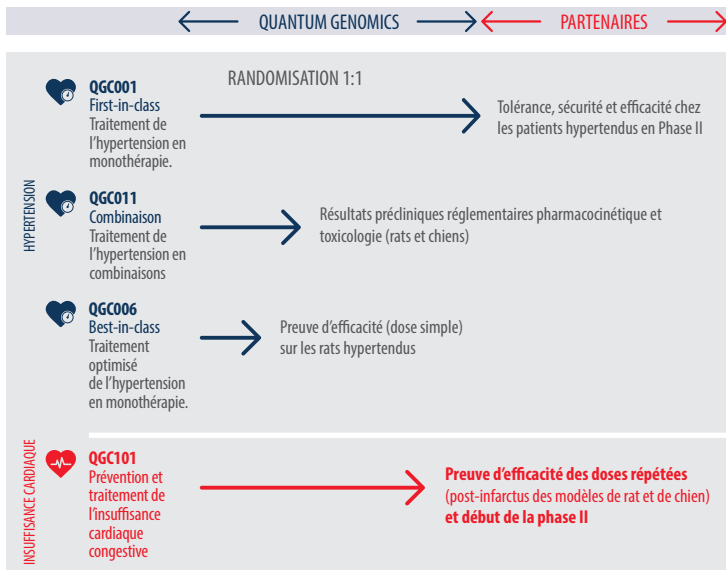 QUANTUM GENOMICS
PARTENAIRES
HYPERTENSION
QGC001
First-in-class
Traitement de
l’hypertension en
monothérapie.
RANDOMISATION 1:1
Tolérance, sécurité et efficacité chez
les patients hypertendus en Phase II
QGC011
Combinaison
Traitement de
l’hypertension en
combinaisons
Résultats précliniques réglementaires pharmacocinétique et
toxicologie (rats et chiens)
QGC006
Best-in-class
Traitement
optimisé
de l’hypertension
en monothérapie.
Preuve d’efficacité (dose simple)
sur les rats hypertendus
INSUFFISANCE CARDIAQUE
QGC101
Prévention et
traitement de
l’insuffisance
cardiaque
congestive
Preuve d’efficacité des doses répétées
(post-infarctus des modèles de rat et de chien)
et début de la phase II